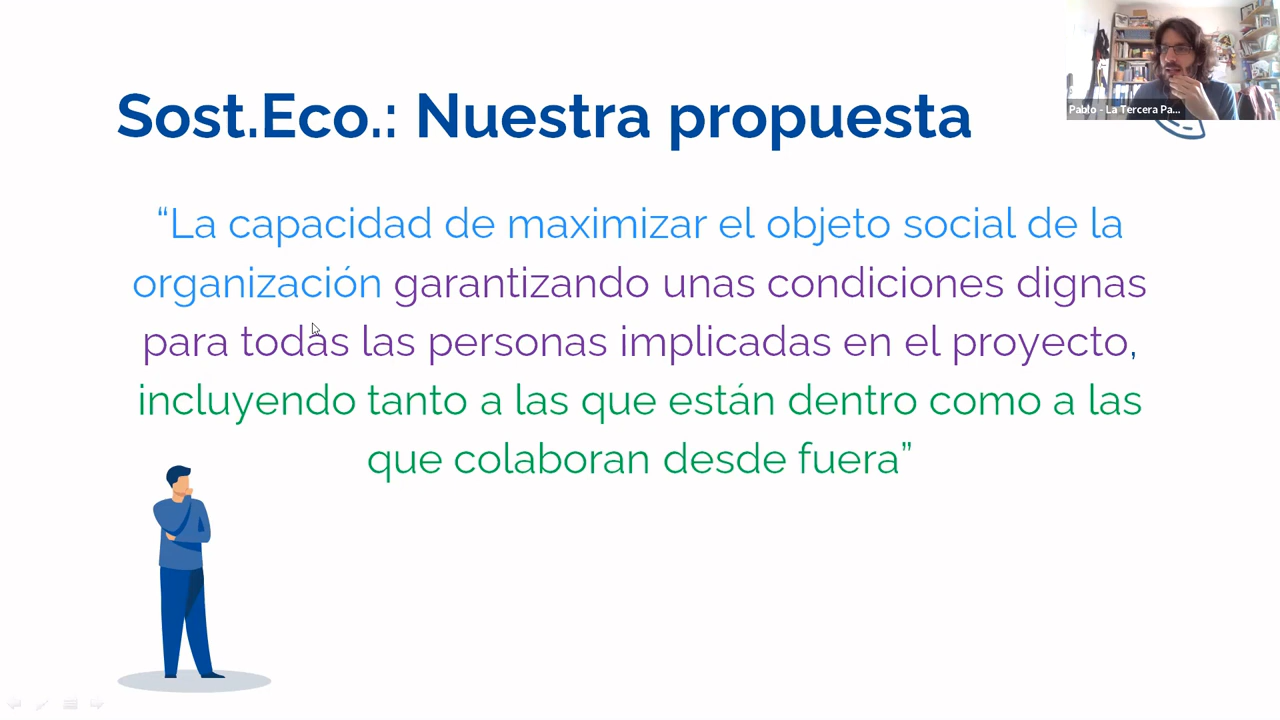 Pablo - La Tercera Pa...
Sost.Eco.: Nuestra propuesta
“La capacidad de maximizar el objeto social de la
organización garantizando unas condiciones dignas
para todas las personas implicadas en el proyecto,
incluyendo tanto a las que están dentro como a las
que colaboran desde fuera”